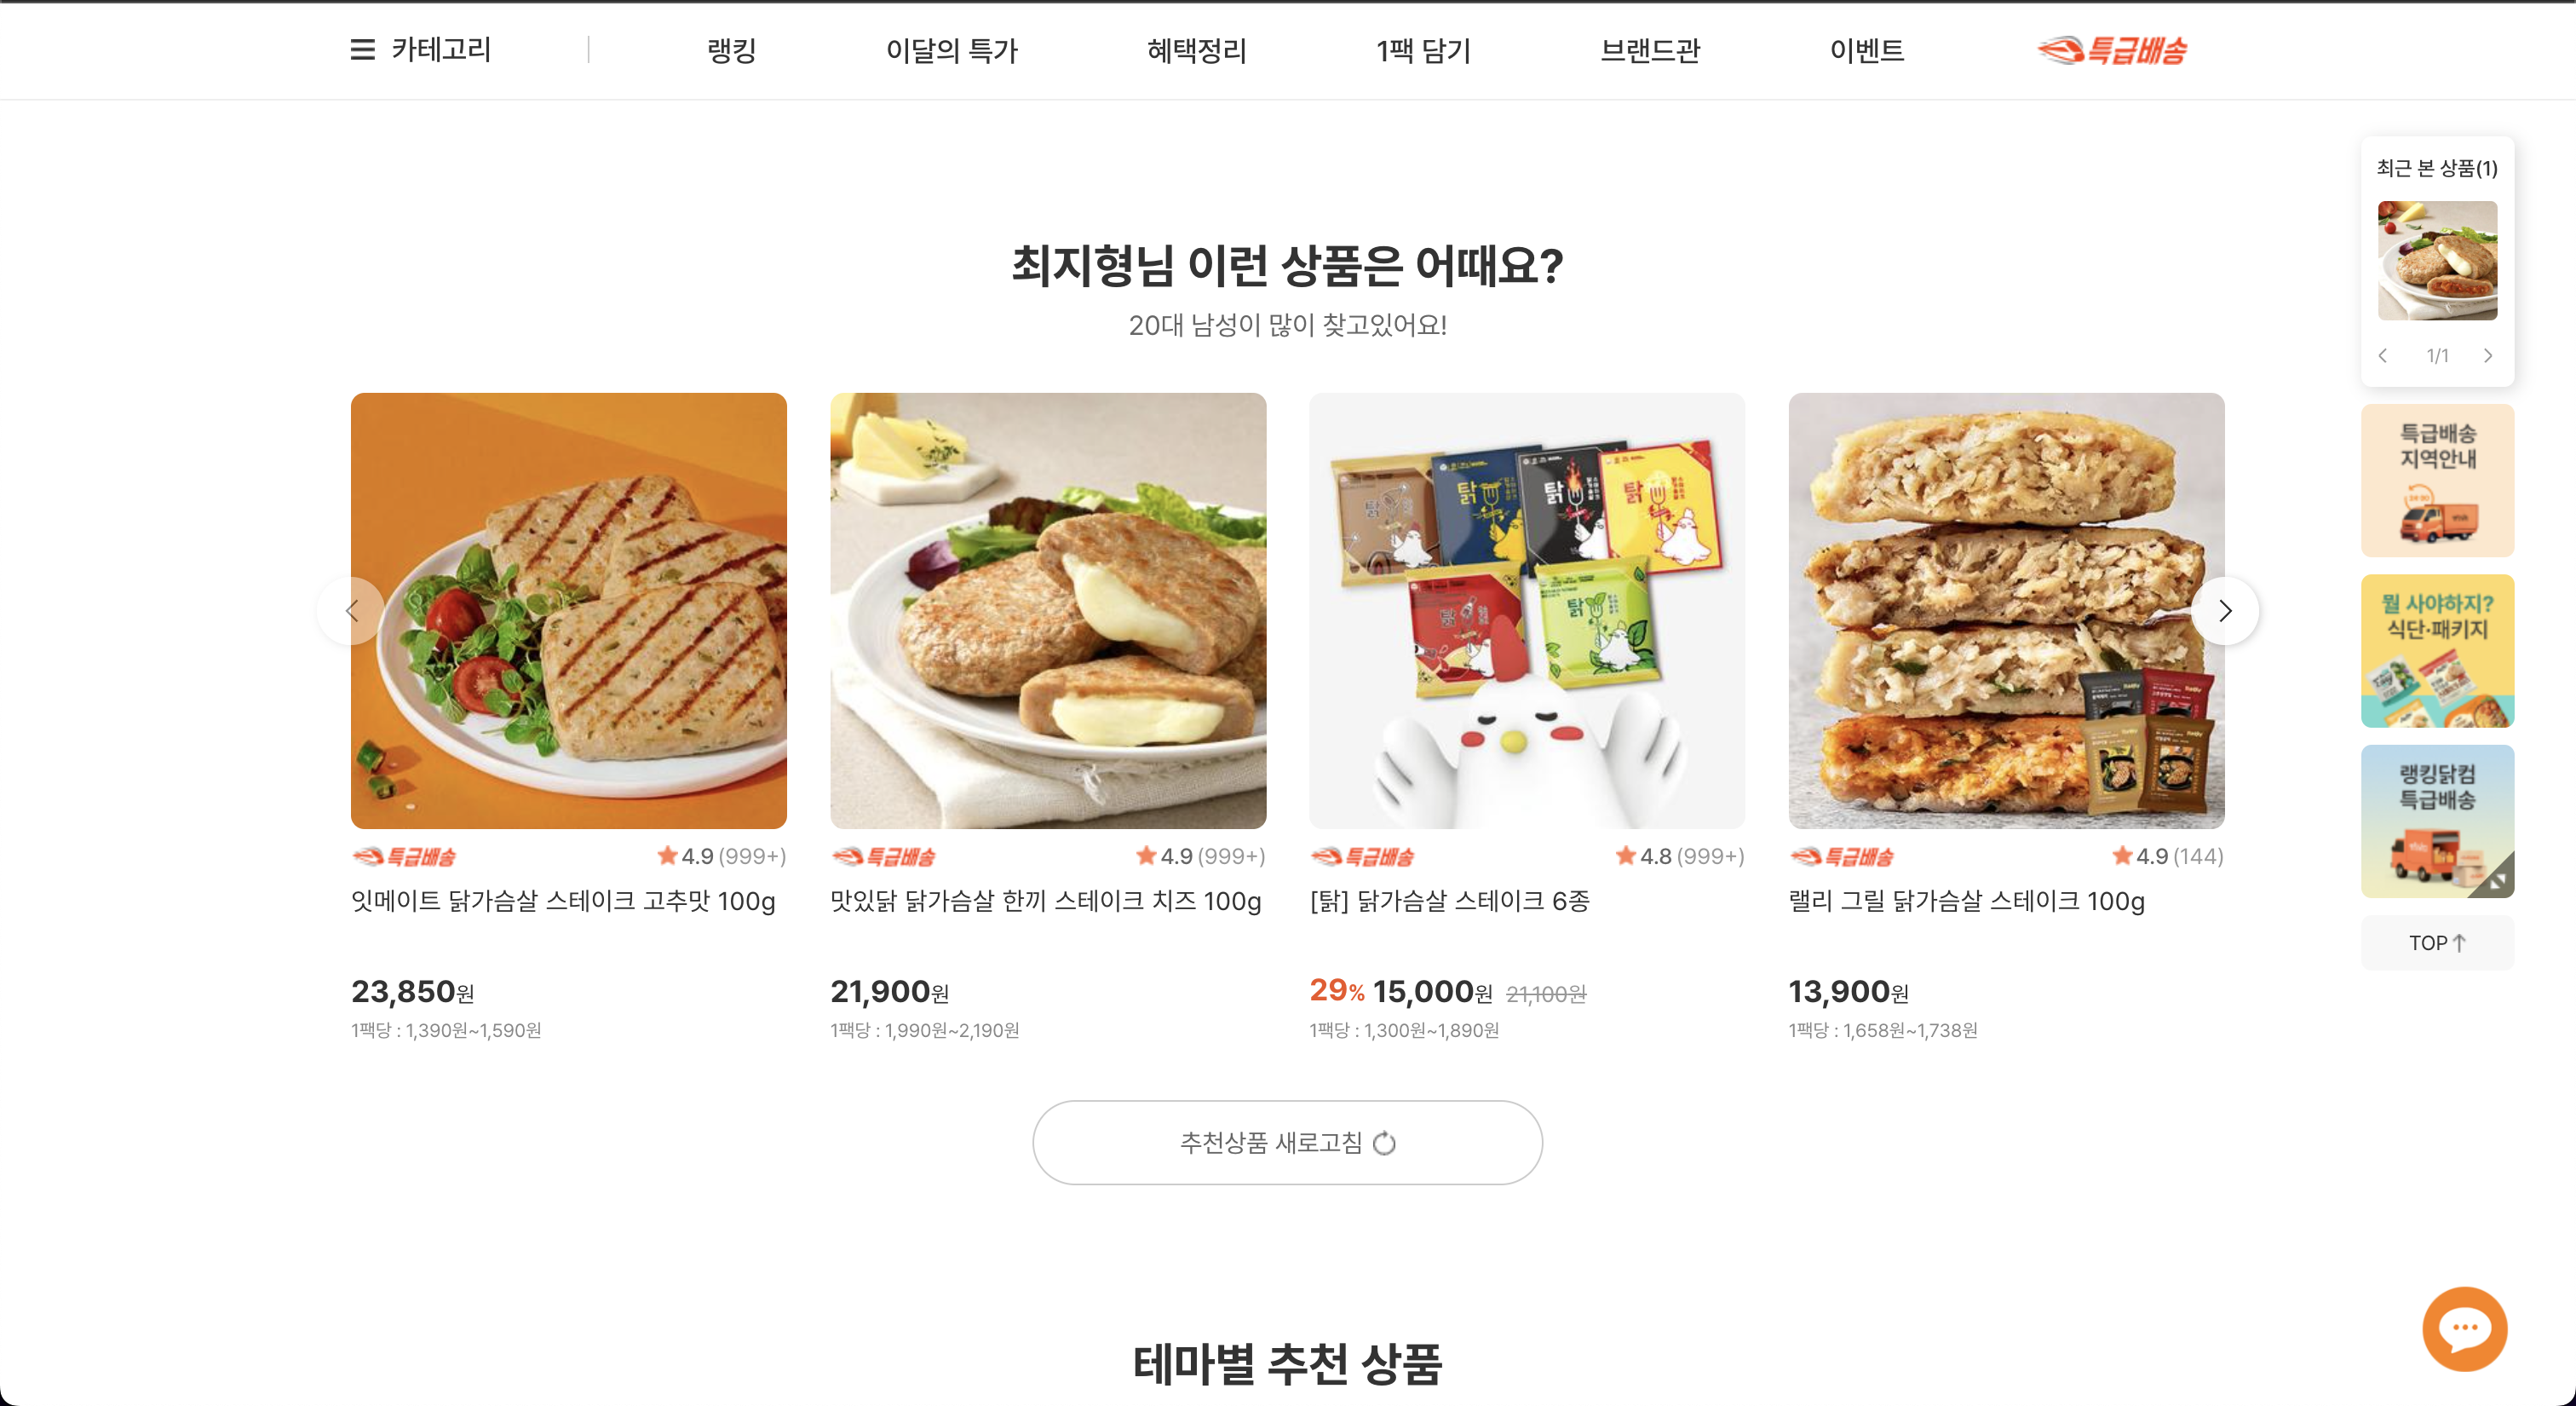 카테고리
랭킹
이달의 특가
혜택정리
1팩 담기
브랜드관
이벤트
특급배송
최지형님 이런 상품은 어때요?
20대 남성이 많이 찾고있어요!
특급배송 4.9 (999+)
잇메이트 닭가슴살 스테이크 고추맛 100g
23,850원
1팩당 : 1,390원~1,590원
특급배송 4.9 (999+)
맛있닭 닭가슴살 한끼 스테이크 치즈 100g
21,900원
1팩당 : 1,990원~2,190원
탉
탉
탉
탉
탉
특급배송 4.8 (999+)
[탉] 닭가슴살 스테이크 6종
29% 15,000원 21,100원
1팩당 : 1,300원~1,890원
특급배송 4.9 (144)
랠리 그릴 닭가슴살 스테이크 100g
13,900원
1팩당 : 1,658원~1,738원
추천상품 새로고침
테마별 추천 상품
최근 본 상품(1)
1/1
특급배송
지역안내
뭘 사야하지?
식단·패키지
랭킹닭컴
특급배송
TOP